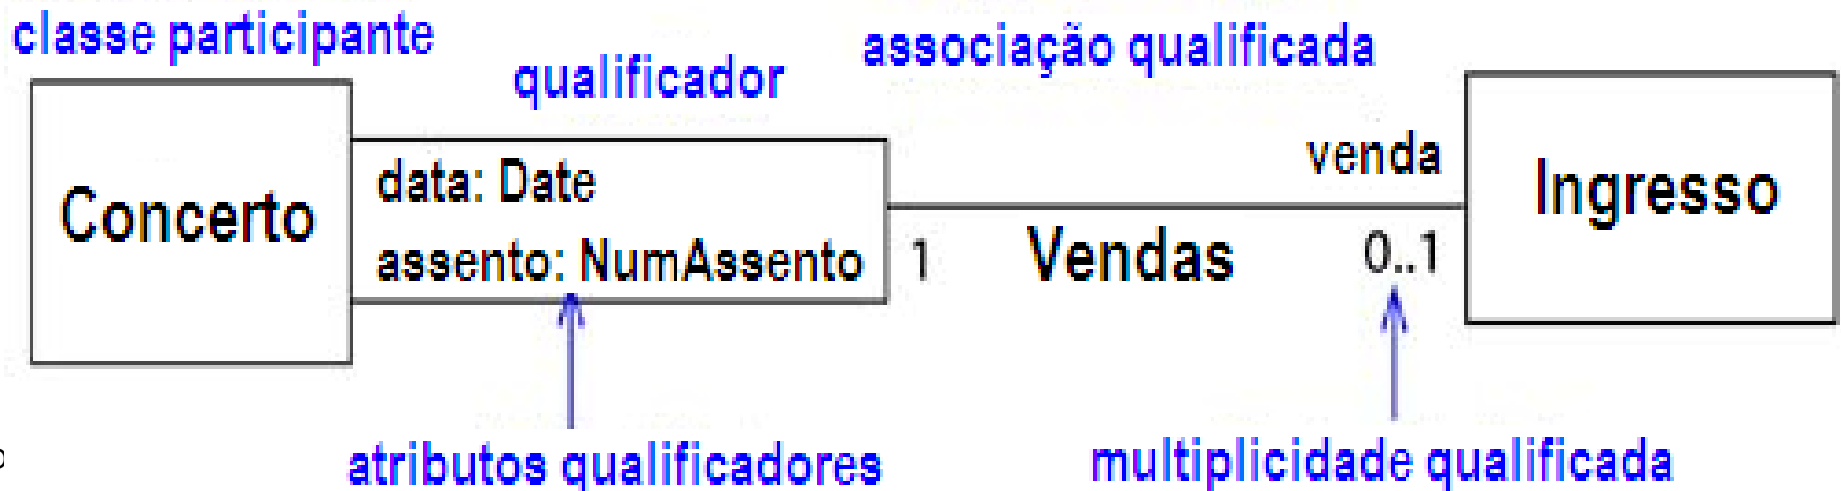 classe participante
qualificador
associação qualificada
Concerto
data: Date
assento: NumAssento
1
Vendas
venda
0..1
Ingresso
atributos qualificadores
multiplicidade qualificada